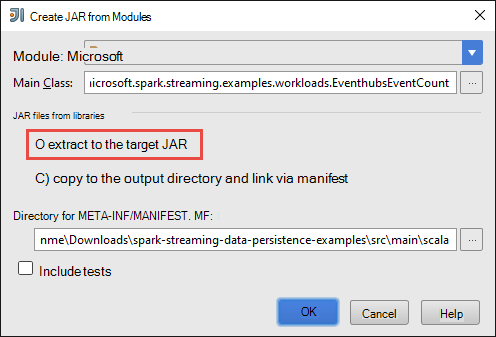 Create JAR from Modules
Module: Microsoft
Main Class: icrosoft.spark.streaming.examples.workloads.EventhubsEventCount ...
JAR files from libraries
O extract to the target JAR
C) copy to the output directory and link via manifest
Directory for META-INF/MANIFEST. MF:
nme\Downloads\spark-streaming-data-persistence-examples\src\main\scala ...
Include tests
OK Cancel Help